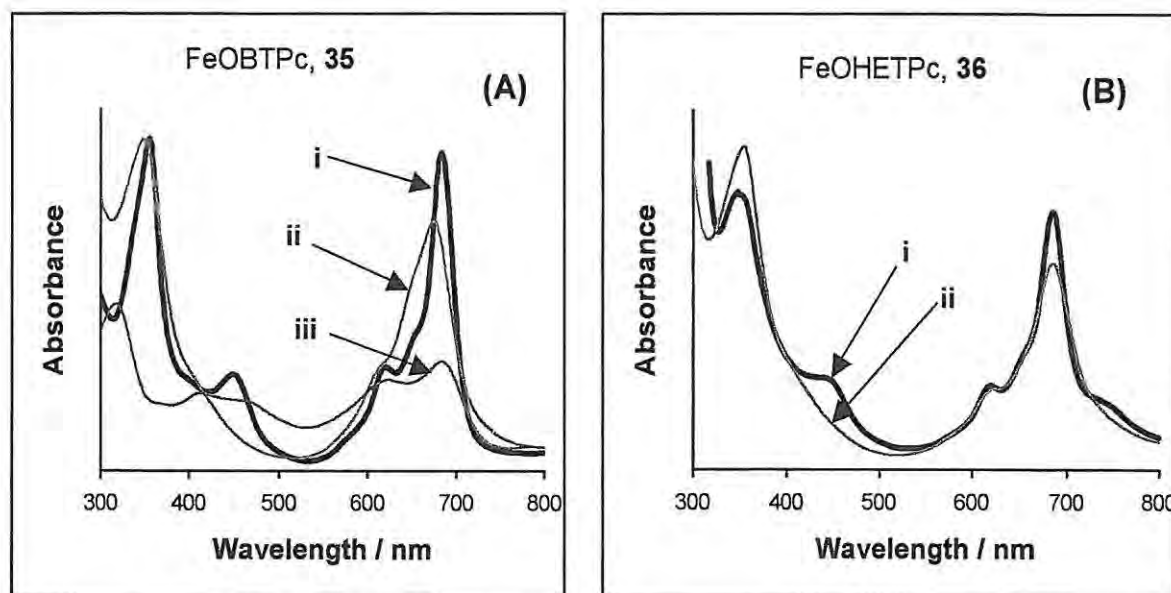 FeOBTPc, 35
(A)
i
ii
iii
Absorbance
300 400 500 600 700 800
Wavelength / nm
FeOHETPc, 36
(B)
i
ii
Absorbance
300 400 500 600 700 800
Wavelength / nm